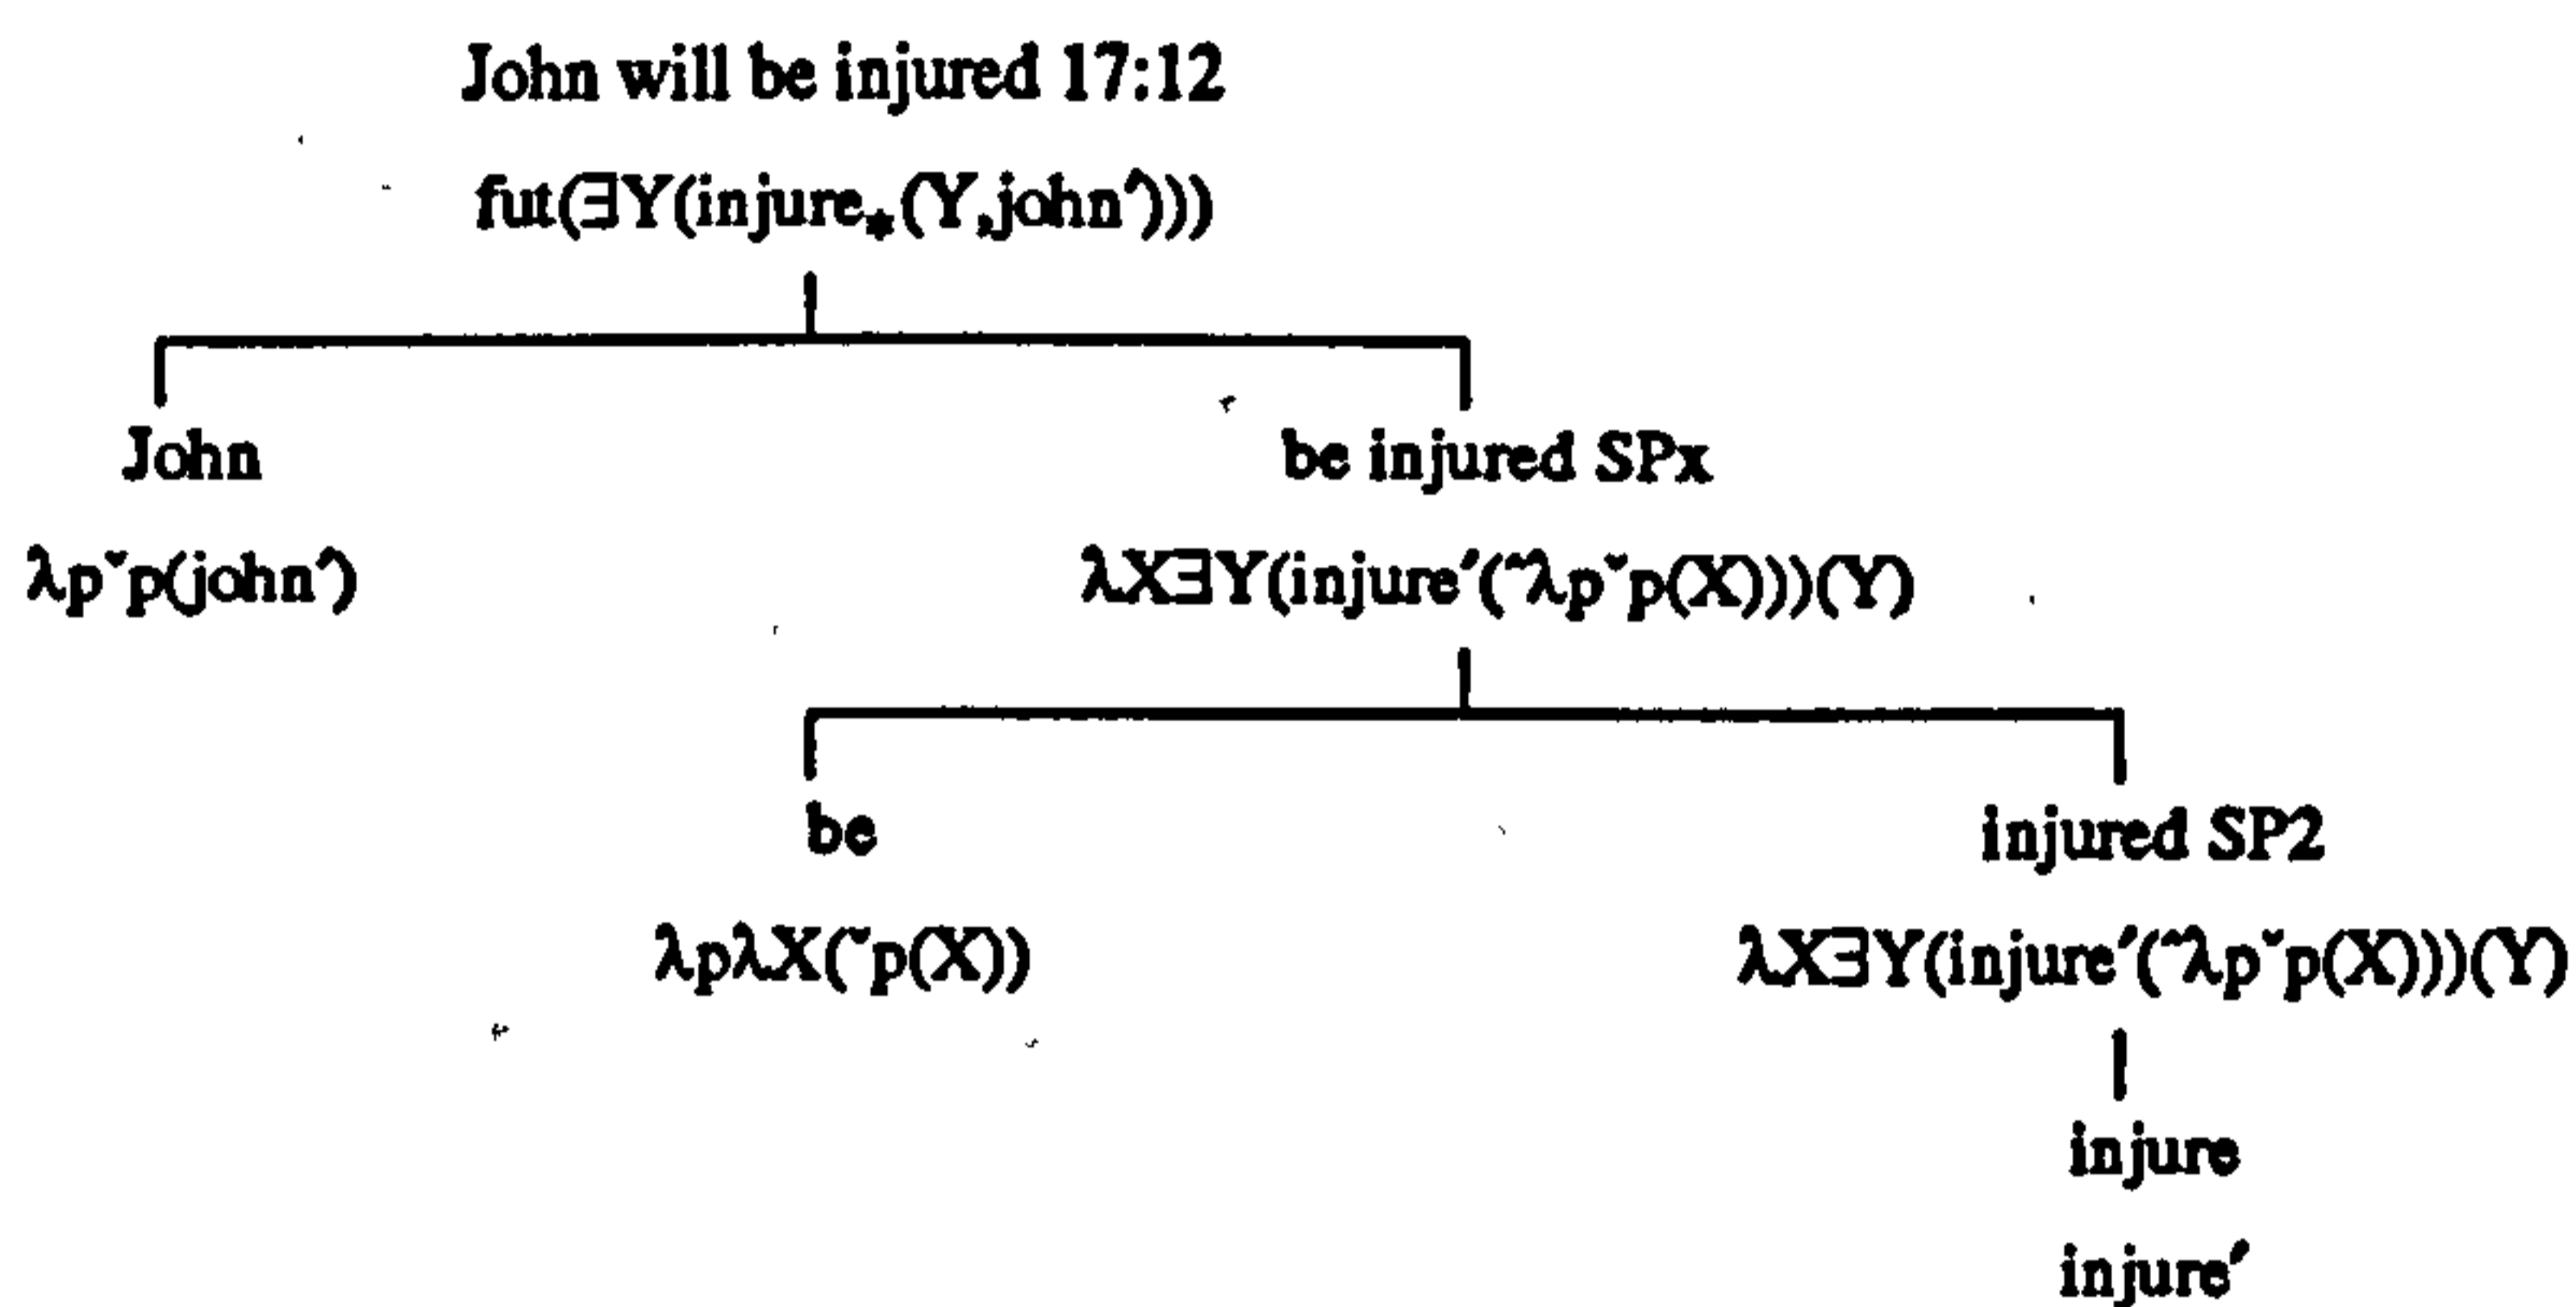 John will be injured 17:12
fut(∃Y(injure⁎(Y,john′)))
John
λpˇp(john′)
be injured SPx
λX∃Y(injure′(ˆλpˇp(X)))(Y)
be
λpλX(ˇp(X))
injured SP2
λX∃Y(injure′(ˆλpˇp(X)))(Y)
injure
injure′